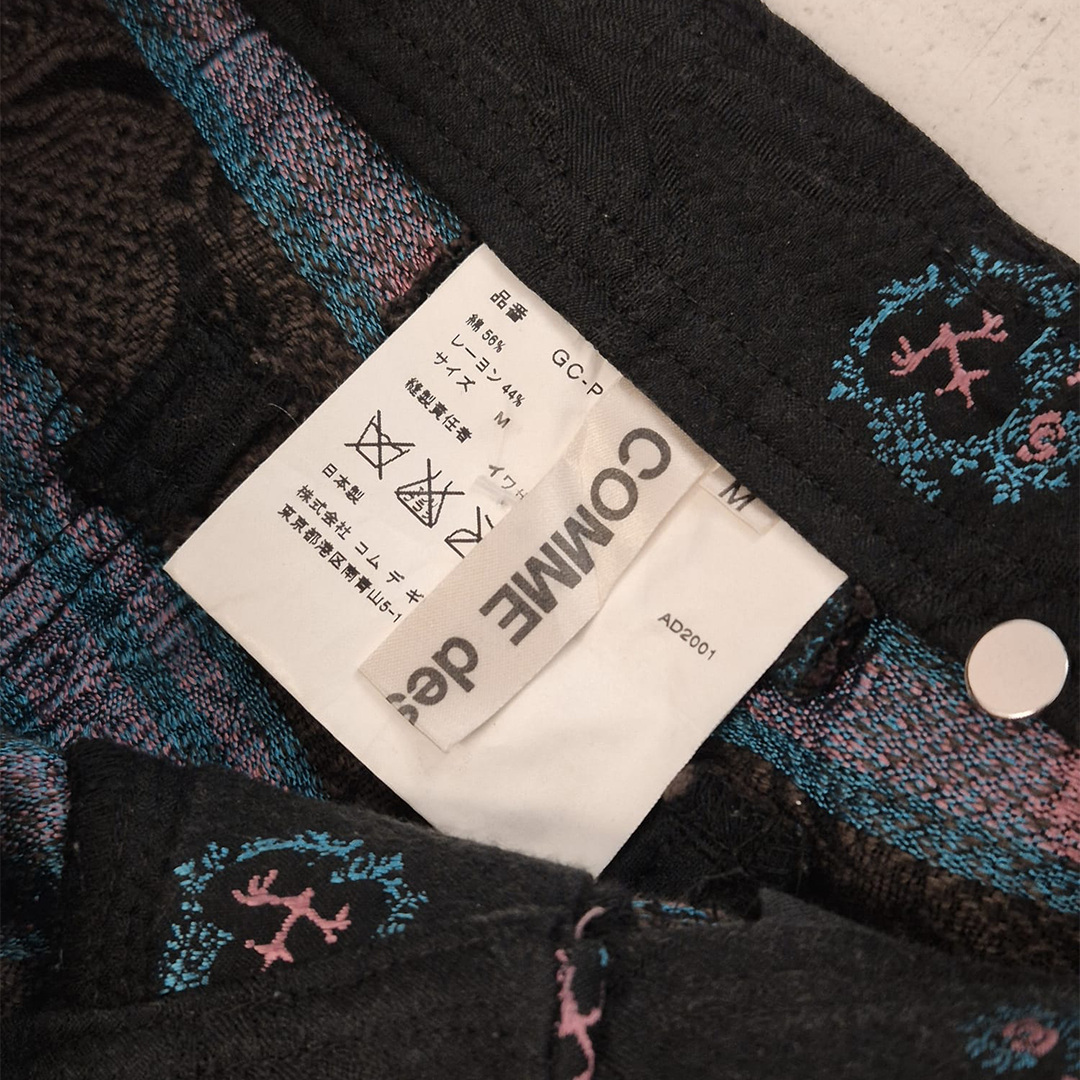 品番
GC-P
綿 56%
レーヨン 44%
サイズ
M
縫製責任者
イワ
日本製
株式会社 コム デ ギ
東京都港区南青山5-1
COMME des
M
AD2001